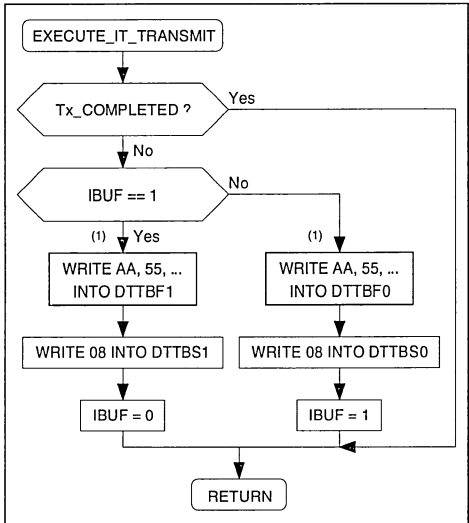 EXECUTE_IT_TRANSMIT
Tx_COMPLETED ?
Yes
No
IBUF == 1
No
(1)
Yes
(1)
WRITE AA, 55, ...
INTO DTTBF1
WRITE AA, 55, ...
INTO DTTBF0
WRITE 08 INTO DTTBS1
WRITE 08 INTO DTTBS0
IBUF = 0
IBUF = 1
RETURN